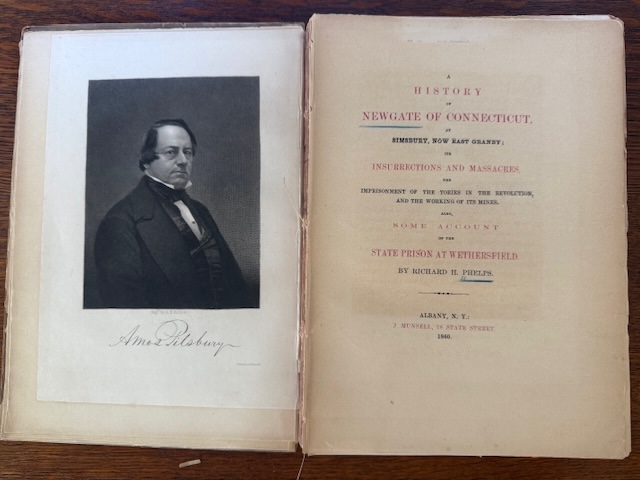 Amos Pilsbury
A
HISTORY
OF
NEWGATE OF CONNECTICUT,
AT
SIMSBURY, NOW EAST GRANBY;
ITS
INSURRECTIONS AND MASSACRES,
THE
IMPRISONMENT OF THE TORIES IN THE REVOLUTION,
AND THE WORKING OF ITS MINES.
ALSO,
SOME ACCOUNT
OF THE
STATE PRISON AT WETHERSFIELD.
BY RICHARD H. PHELPS.
ALBANY, N. Y.:
J. MUNSELL, 78 STATE STREET
1860.